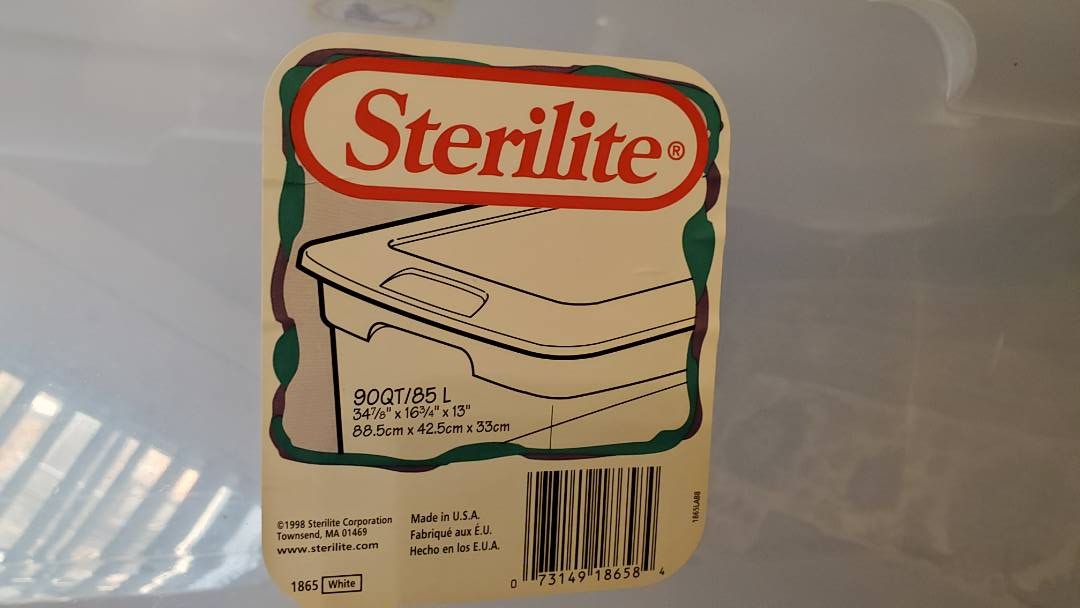 Sterilite®
90QT/85 L
34⅞" x 16¾" x 13"
88.5cm x 42.5cm x 33cm
©1998 Sterilite Corporation
Townsend, MA 01469
www.sterilite.com
Made in U.S.A.
Fabriqué aux É.U.
Hecho en los E.U.A.
1865 White
0 73149 18658 4
1865LAB8